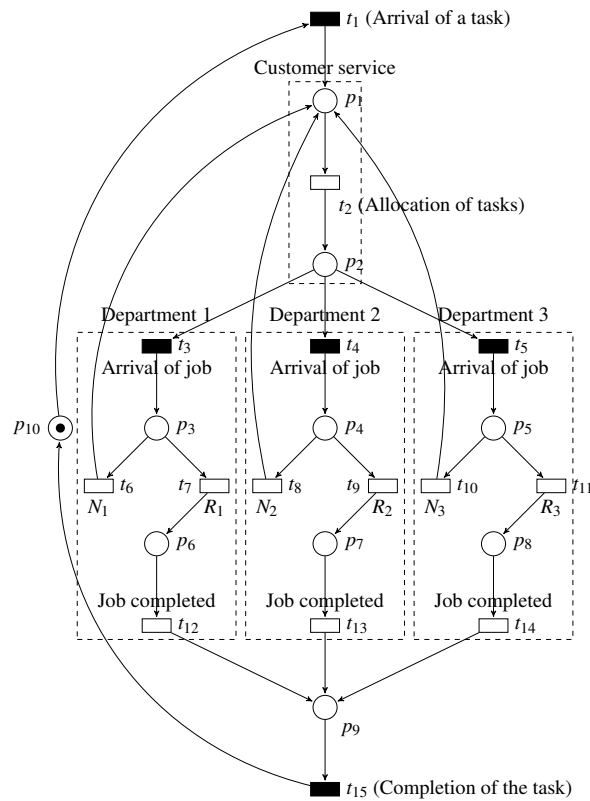 t₁ (Arrival of a task)
Customer service
p₁
t₂ (Allocation of tasks)
p₂
Department 1 Department 2 Department 3
t₃ t₄ t₅
Arrival of job Arrival of job Arrival of job
p₁₀ p₃ p₄ p₅
t₆ t₇ t₈ t₉ t₁₀ t₁₁
N₁ R₁ N₂ R₂ N₃ R₃
p₆ p₇ p₈
Job completed Job completed Job completed
t₁₂ t₁₃ t₁₄
p₉
t₁₅ (Completion of the task)